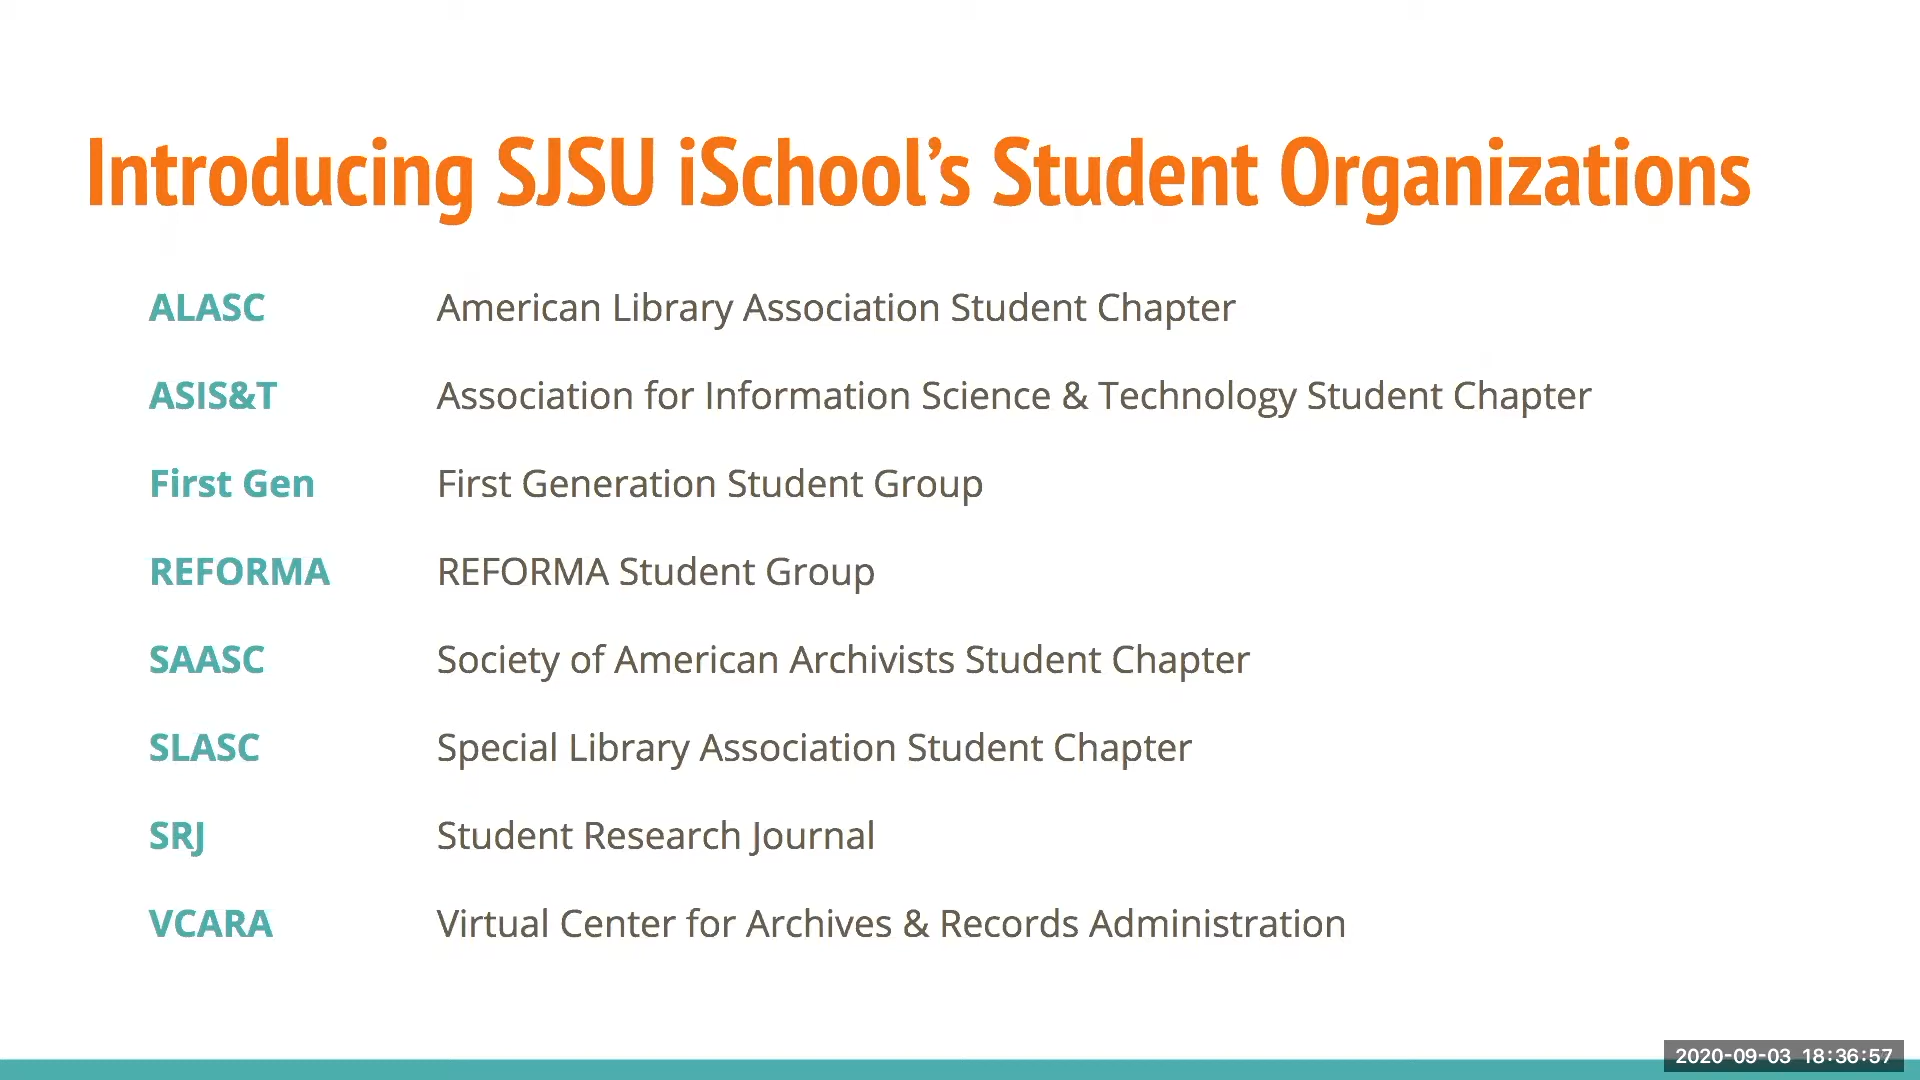 Introducing SJSU iSchool’s Student Organizations
ALASC American Library Association Student Chapter
ASIS&T Association for Information Science & Technology Student Chapter
First Gen First Generation Student Group
REFORMA REFORMA Student Group
SAASC Society of American Archivists Student Chapter
SLASC Special Library Association Student Chapter
SRJ Student Research Journal
VCARA Virtual Center for Archives & Records Administration
2020-09-03 18:36:57